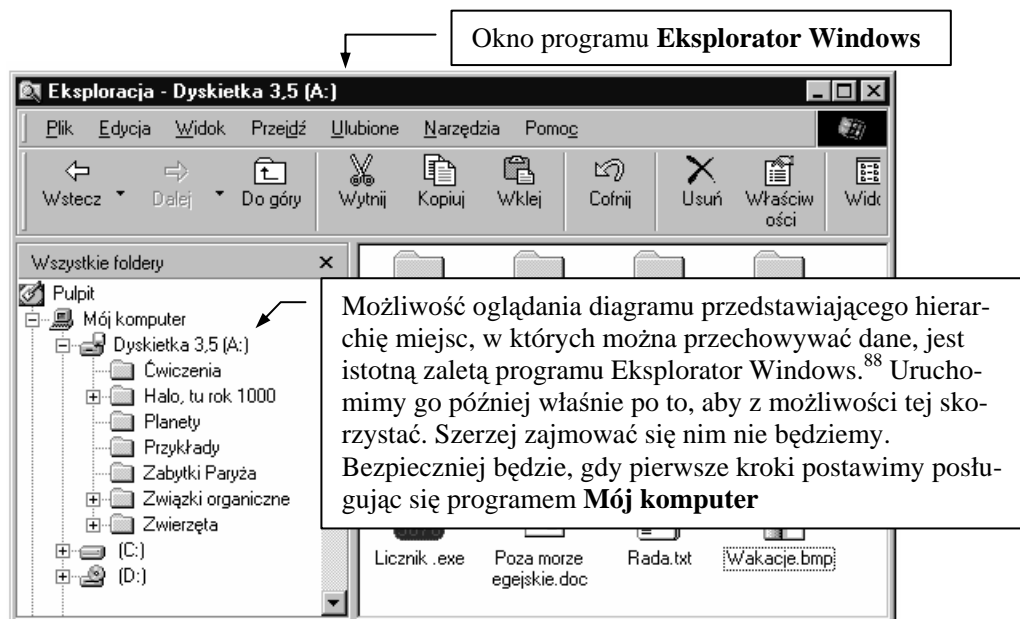 Okno programu Eksplorator Windows
Eksploracja - Dyskietka 3,5 (A:)
Plik Edycja Widok Przejdź Ulubione Narzędzia Pomoc
Wstecz Dalej Do góry Wytnij Kopiuj Wklej Cofnij Usuń Właściw
ości
Wszystkie foldery
Pulpit
Mój komputer
Dyskietka 3,5 (A:)
Ćwiczenia
Halo, tu rok 1000
Planety
Przykłady
Zabytki Paryża
Związki organiczne
Zwierzęta
(C:)
(D:)
Możliwość oglądania diagramu przedstawiającego hierar-
chię miejsc, w których można przechowywać dane, jest
istotną zaletą programu Eksplorator Windows.88 Urucho-
mimy go później właśnie po to, aby z możliwości tej sko-
rzystać. Szerzej zajmować się nim nie będziemy.
Bezpieczniej będzie, gdy pierwsze kroki postawimy posłu-
gując się programem Mój komputer
Licznik .exe Poza morze Rada.txt Wakacje.bmp
egejskie.doc